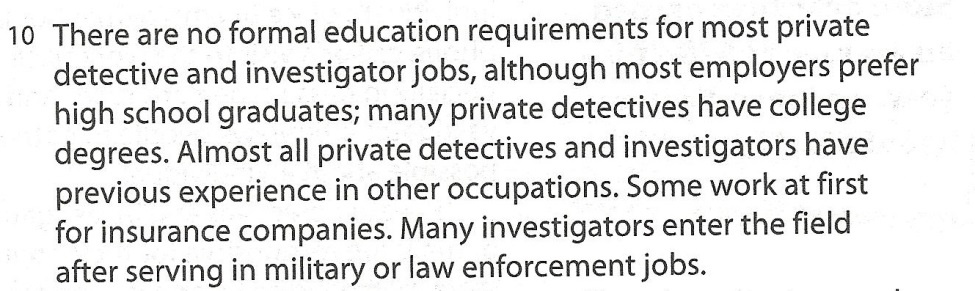 10 There are no formal education requirements for most private
detective and investigator jobs, although most employers prefer
high school graduates; many private detectives have college
degrees. Almost all private detectives and investigators have
previous experience in other occupations. Some work at first
for insurance companies. Many investigators enter the field
after serving in military or law enforcement jobs.